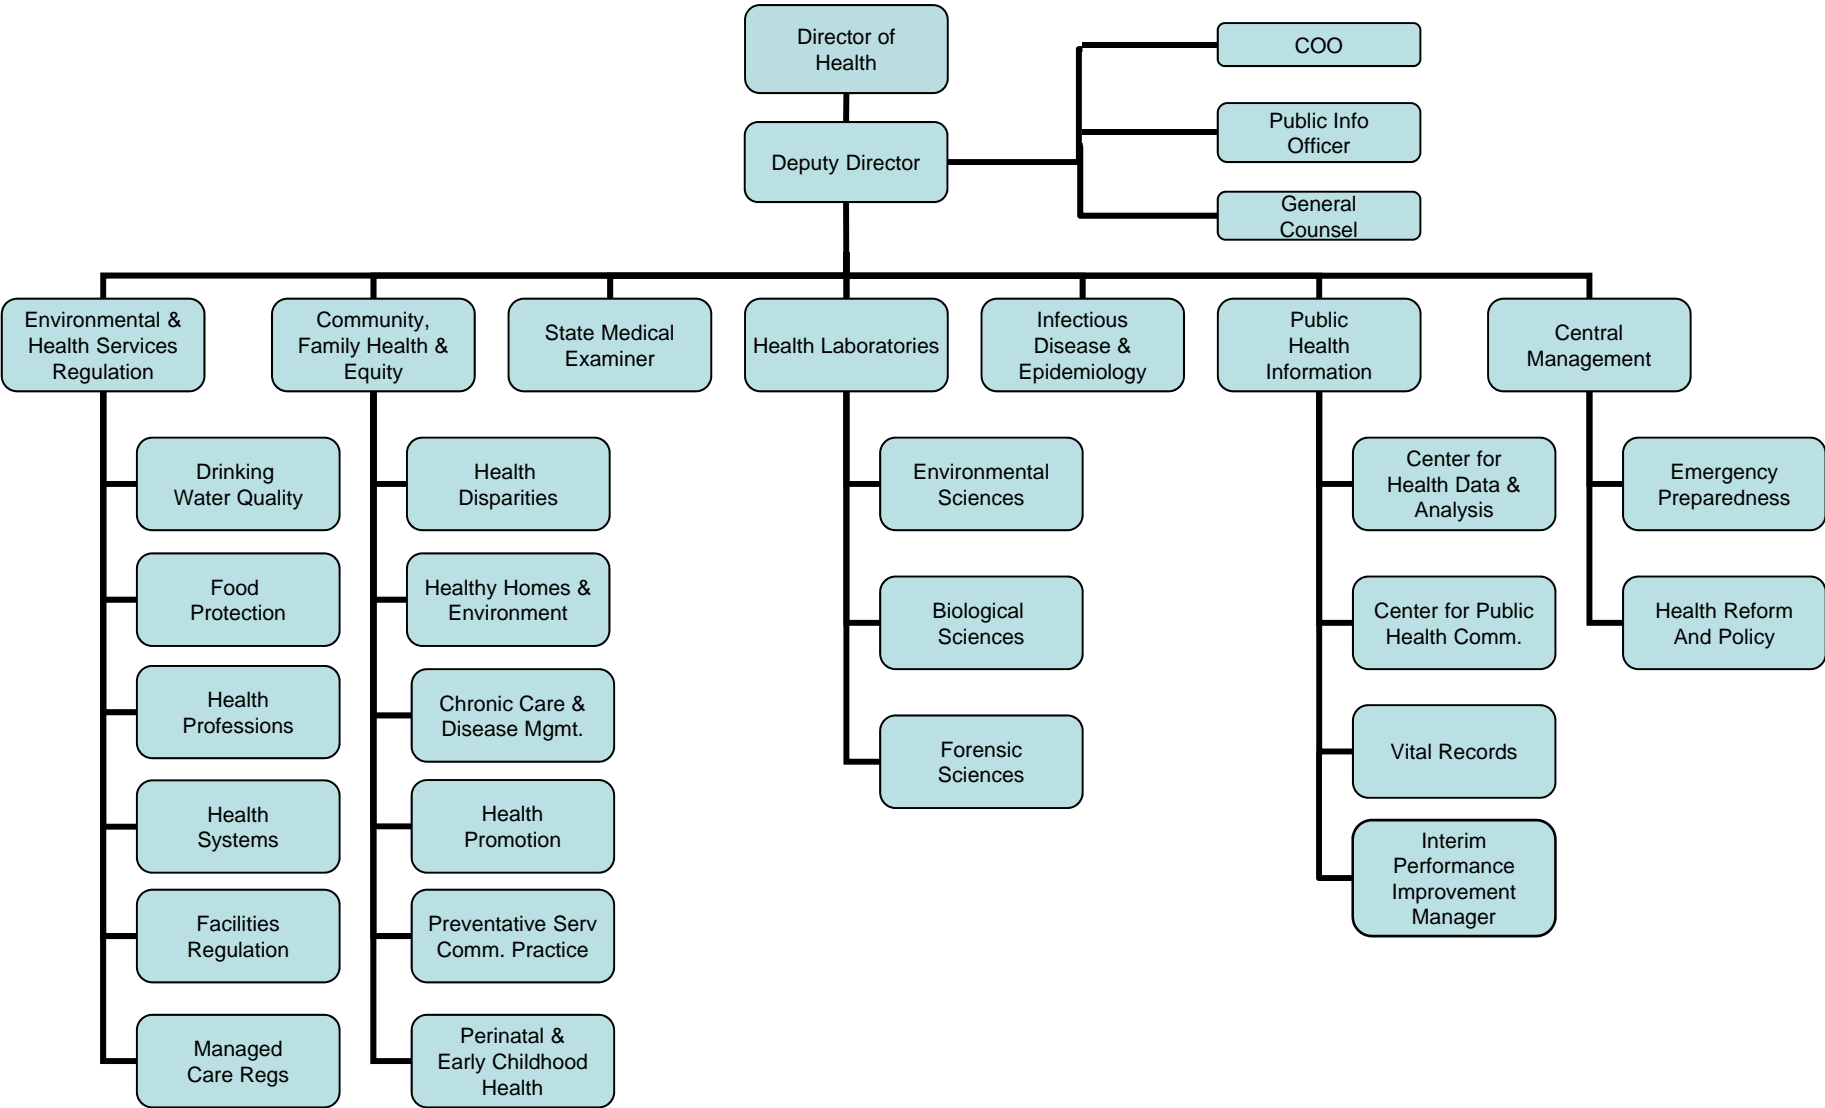 Director of
Health
COO
Public Info
Officer
Deputy Director
General
Counsel
Environmental &
Health Services
Regulation
Community,
Family Health &
Equity
State Medical
Examiner
Health Laboratories
Infectious
Disease &
Epidemiology
Public
Health
Information
Central
Management
Drinking
Water Quality
Food
Protection
Health
Professions
Health
Systems
Facilities
Regulation
Managed
Care Regs
Health
Disparities
Healthy Homes &
Environment
Chronic Care &
Disease Mgmt.
Health
Promotion
Preventative Serv
Comm. Practice
Perinatal &
Early Childhood
Health
Environmental
Sciences
Biological
Sciences
Forensic
Sciences
Center for
Health Data &
Analysis
Center for Public
Health Comm.
Vital Records
Interim
Performance
Improvement
Manager
Emergency
Preparedness
Health Reform
And Policy